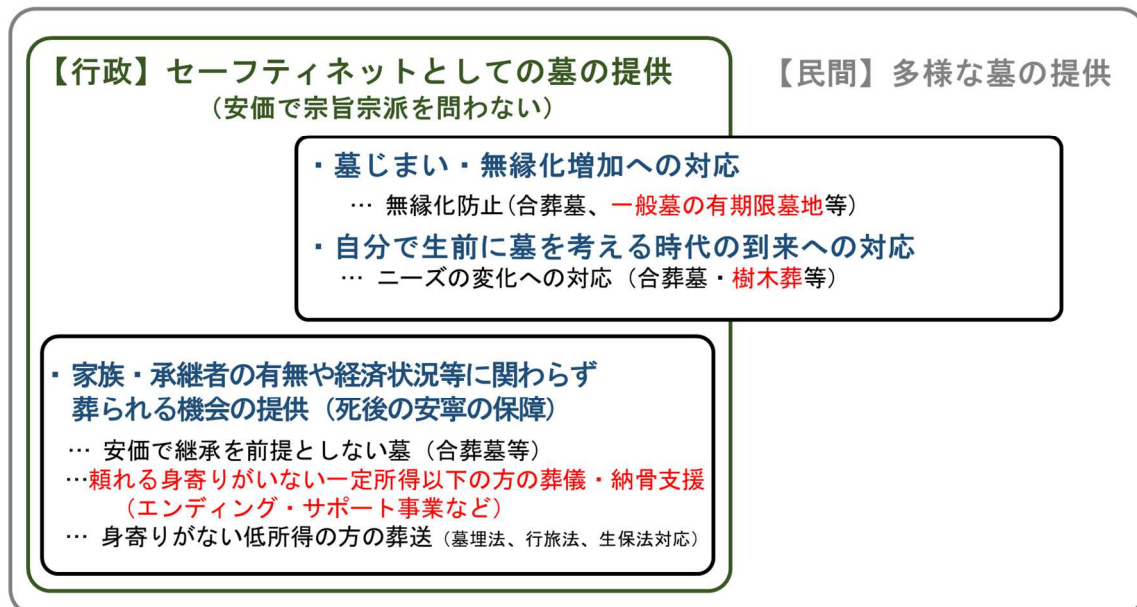 【行政】セーフティネットとしての墓の提供
（安価で宗旨宗派を問わない）
【民間】多様な墓の提供
・墓じまい・無縁化増加への対応
… 無縁化防止（合葬墓、一般墓の有期限墓地等）
・自分で生前に墓を考える時代の到来への対応
… ニーズの変化への対応（合葬墓・樹木葬等）
・家族・承継者の有無や経済状況等に関わらず
葬られる機会の提供（死後の安寧の保障）
… 安価で継承を前提としない墓（合葬墓等）
…頼れる身寄りがいない一定所得以下の方の葬儀・納骨支援
（エンディング・サポート事業など）
… 身寄りがない低所得の方の葬送（墓埋法、行旅法、生保法対応）